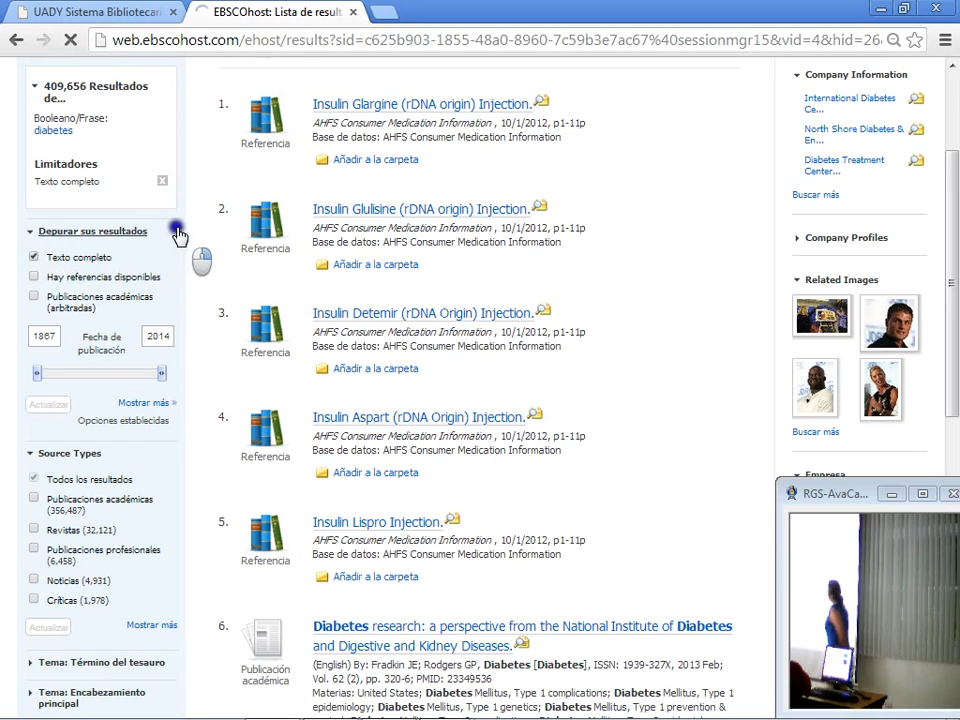 UADY Sistema Bibliotecari
EBSCOhost: Lista de result
web.ebscohost.com/ehost/results?sid=c625b903-1855-48a0-8960-7c59b3e7ac67%40sessionmgr15&vid=4&hid=26
409,656 Resultados
de...
Booleano/Frase:
diabetes
Limitadores
Texto completo
Depurar sus resultados
Texto completo
Hay referencias disponibles
Publicaciones académicas
(arbitradas)
1867
Fecha de
publicación
2014
Actualizar
Mostrar más »
Opciones establecidas
Source Types
Todos los resultados
Publicaciones académicas
(356,487)
Revistas (32,121)
Publicaciones profesionales
(6,458)
Noticias (4,931)
Críticas (1,978)
Actualizar
Mostrar más
Tema: Término del tesauro
Tema: Encabezamiento
principal
1.
Referencia
Insulin Glargine (rDNA origin) Injection.
AHFS Consumer Medication Information , 10/1/2012, p1-11p
Base de datos: AHFS Consumer Medication Information
Añadir a la carpeta
2.
Referencia
Insulin Glulisine (rDNA origin) Injection.
AHFS Consumer Medication Information , 10/1/2012, p1-11p
Base de datos: AHFS Consumer Medication Information
Añadir a la carpeta
3.
Referencia
Insulin Detemir (rDNA Origin) Injection.
AHFS Consumer Medication Information , 10/1/2012, p1-11p
Base de datos: AHFS Consumer Medication Information
Añadir a la carpeta
4.
Referencia
Insulin Aspart (rDNA Origin) Injection.
AHFS Consumer Medication Information , 10/1/2012, p1-11p
Base de datos: AHFS Consumer Medication Information
Añadir a la carpeta
5.
Referencia
Insulin Lispro Injection.
AHFS Consumer Medication Information , 10/1/2012, p1-11p
Base de datos: AHFS Consumer Medication Information
Añadir a la carpeta
6.
Publicación
académica
Diabetes research: a perspective from the National Institute of Diabetes
and Digestive and Kidney Diseases.
(English) By: Fradkin JE; Rodgers GP, Diabetes [Diabetes], ISSN: 1939-327X, 2013 Feb;
Vol. 62 (2), pp. 320-6; PMID: 23349536
Materias: United States; Diabetes Mellitus, Type 1 complications; Diabetes Mellitus, Type 1
epidemiology; Diabetes Mellitus, Type 1 genetics; Diabetes Mellitus, Type 1 prevention &
Company Information
International Diabetes
Ce...
North Shore Diabetes &
En...
Diabetes Treatment
Center...
Buscar más
Company Profiles
Related Images
Buscar más
Empresa
RGS-AvaCa...